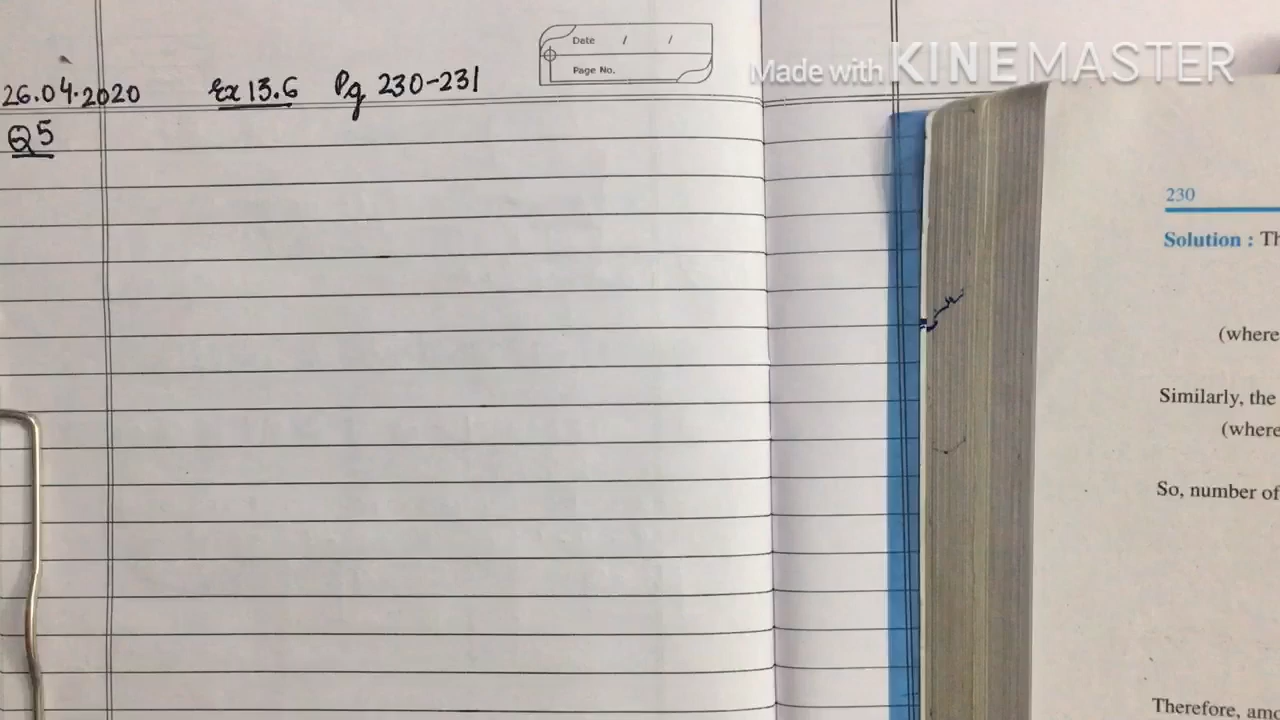 Date / /
Page No.
Made with KINEMASTER
26.04.2020 Ex 13.6 Pg 230-231
Q5
230
Solution : Th
(where
Similarly, the
(where
So, number of
Therefore, amo